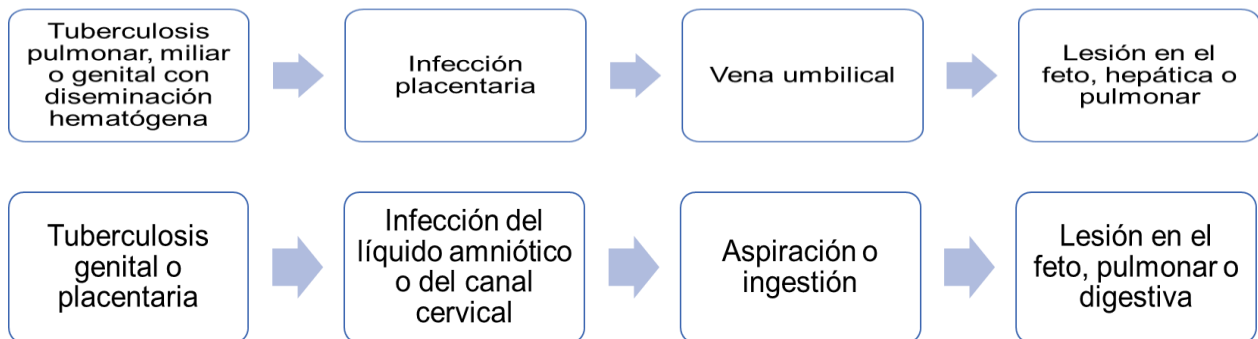 Tuberculosis
pulmonar, miliar
o genital con
diseminación
hematógena
Infección
placentaria
Vena umbilical
Lesión en el
feto, hepática o
pulmonar
Tuberculosis
genital o
placentaria
Infección del
líquido amniótico
o del canal
cervical
Aspiración o
ingestión
Lesión en el
feto, pulmonar o
digestiva